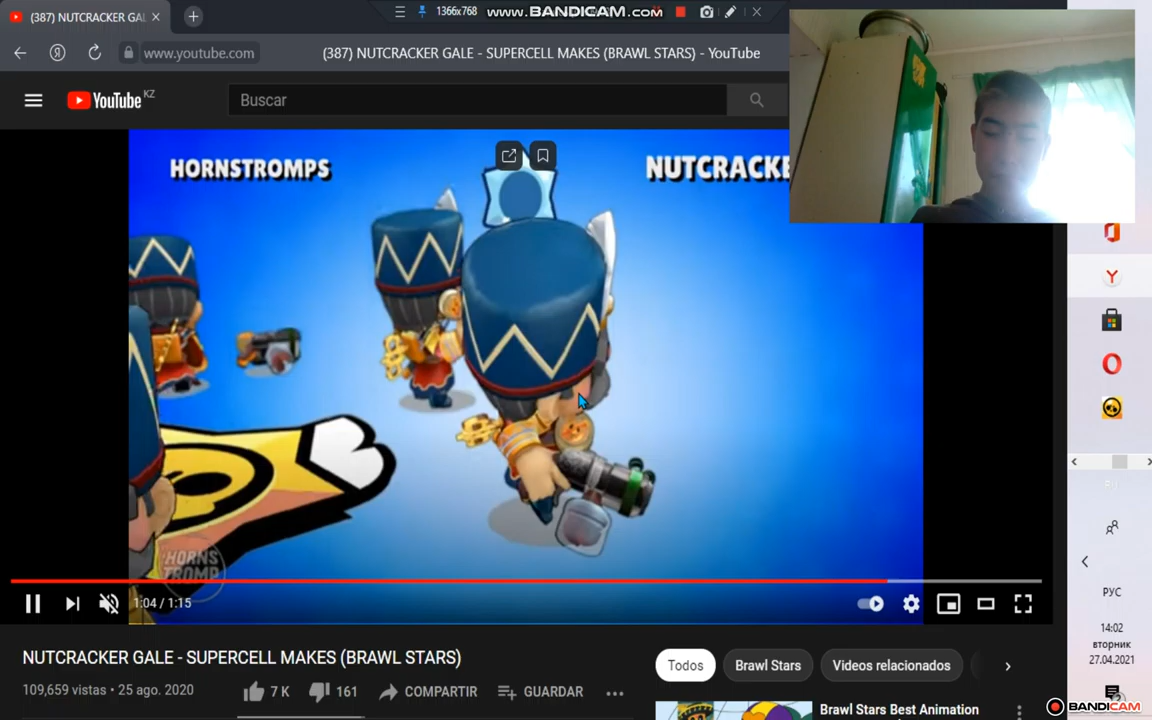 (387) NUTCRACKER GAL
1366x768
www.BANDICAM.com
www.youtube.com
(387) NUTCRACKER GALE - SUPERCELL MAKES (BRAWL STARS) - YouTube
YouTube KZ
Buscar
HORNSTROMPS
NUTCRACKE
HORNS
TROMP
1:04 / 1:15
РУС
14:02
вторник
27.04.2021
NUTCRACKER GALE - SUPERCELL MAKES (BRAWL STARS)
109,659 vistas • 25 ago. 2020
7 K
161
COMPARTIR
GUARDAR
Todos
Brawl Stars
Videos relacionados
Brawl Stars Best Animation
BANDICAM